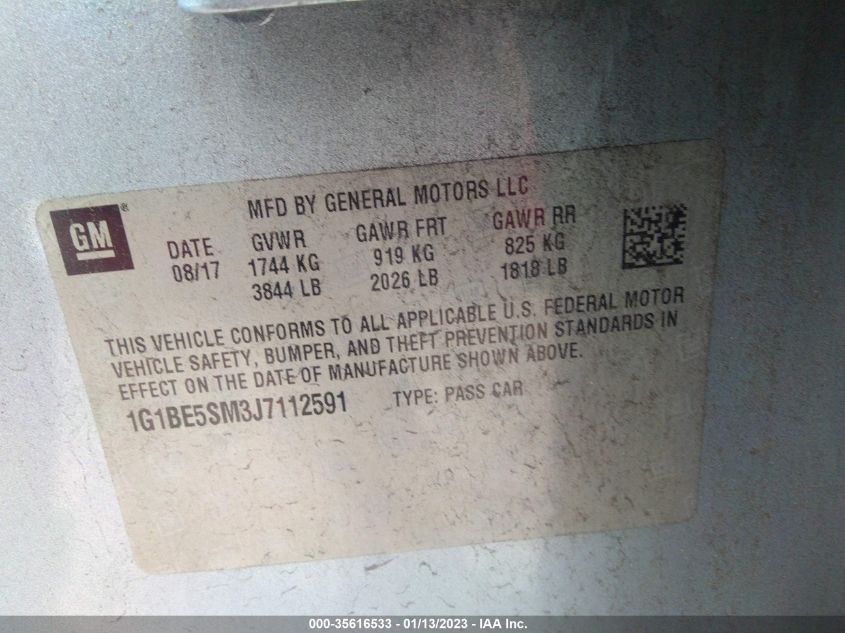 MFD BY GENERAL MOTORS LLC
GM ®
DATE GVWR GAWR FRT GAWR RR
08/17 1744 KG 919 KG 825 KG
3844 LB 2026 LB 1818 LB
THIS VEHICLE CONFORMS TO ALL APPLICABLE U.S. FEDERAL MOTOR
VEHICLE SAFETY, BUMPER, AND THEFT PREVENTION STANDARDS IN
EFFECT ON THE DATE OF MANUFACTURE SHOWN ABOVE.
1G1BE5SM3J7112591 TYPE: PASS CAR
000-35616533 - 01/13/2023 - IAA Inc.